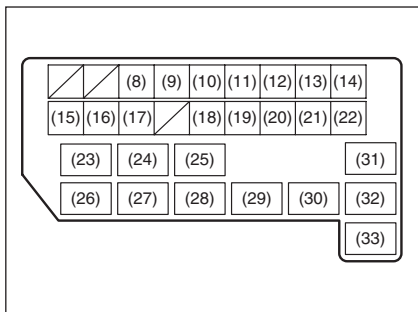 (8) (9) (10) (11) (12) (13) (14)
(15) (16) (17) (18) (19) (20) (21) (22)
(23) (24) (25) (31)
(26) (27) (28) (29) (30) (32)
(33)